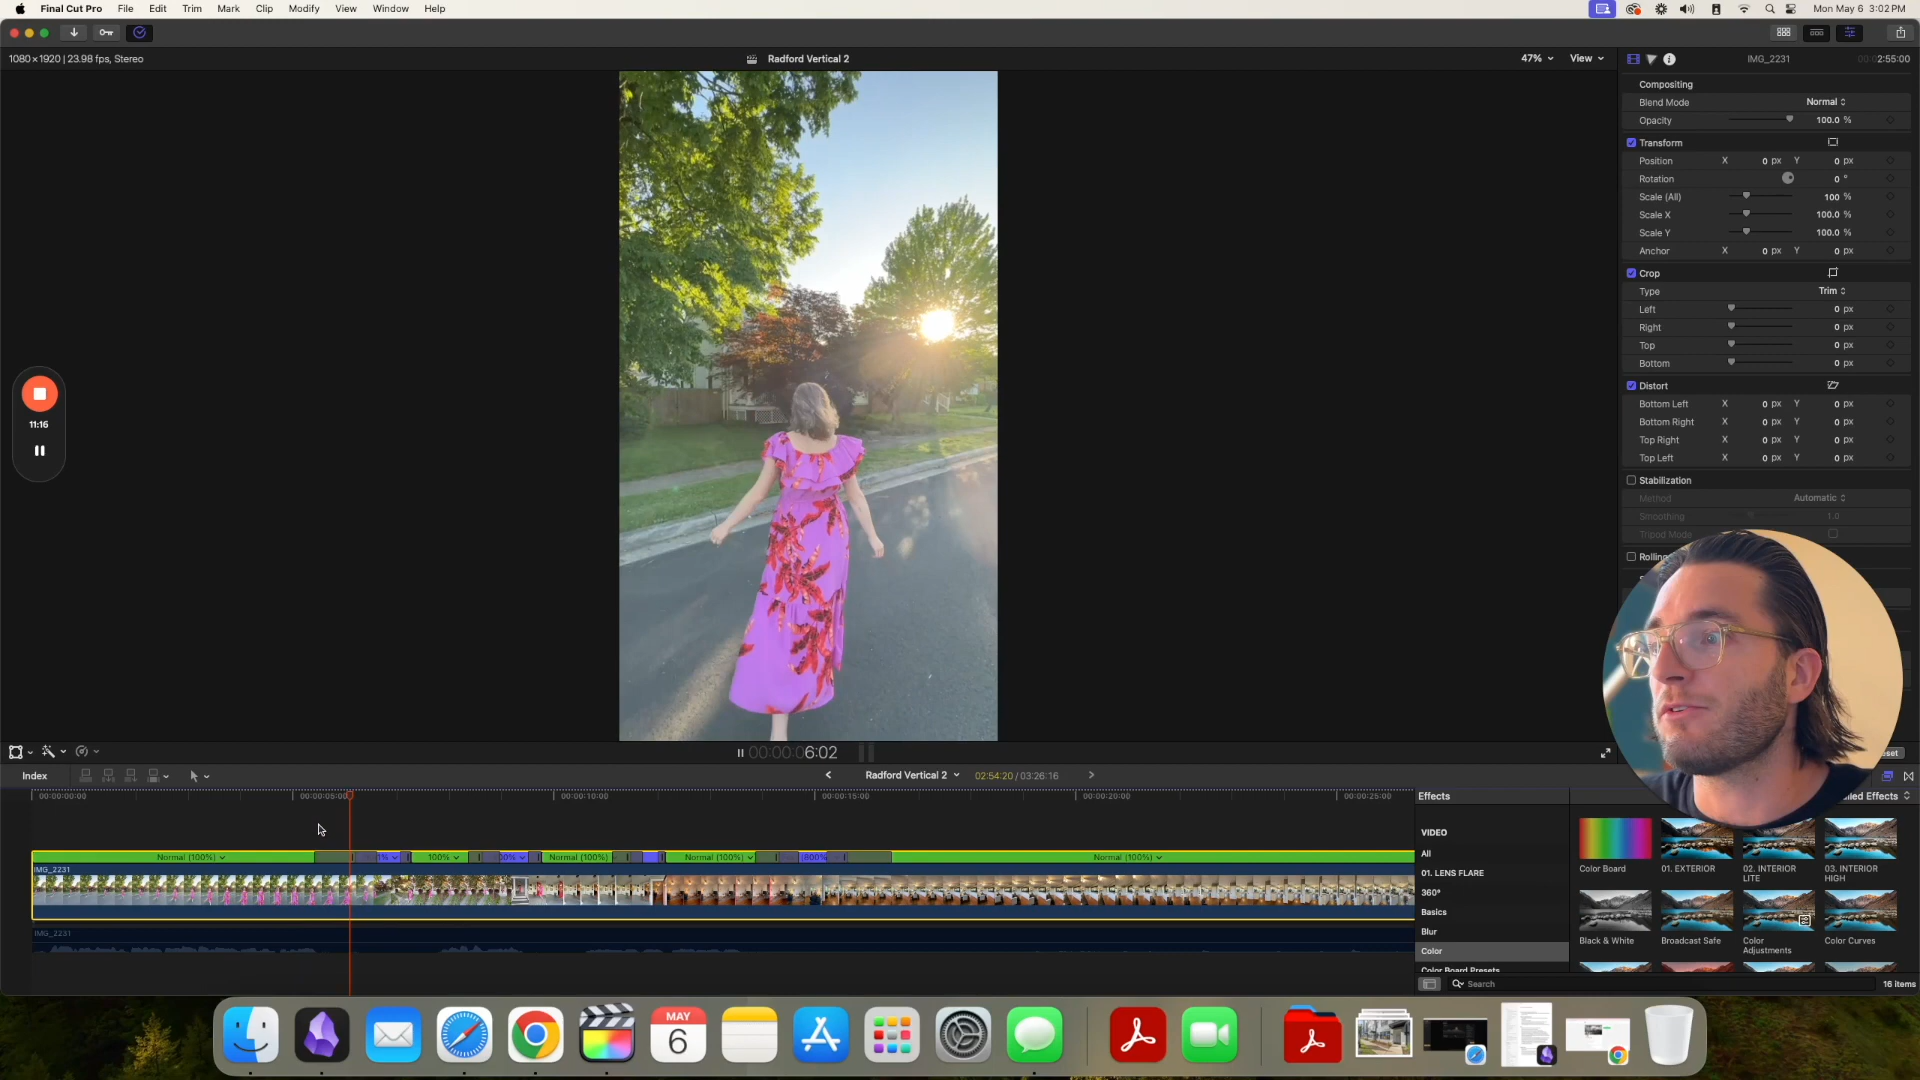 Final Cut Pro File Edit Trim Mark Clip Modify View Window Help
Mon May 6 3:02 PM
1080×1920 | 23.98 fps, Stereo
Radford Vertical 2
47% View
IMG_2231
2:55:00
Compositing
Blend Mode Normal
Opacity 100.0 %
Transform
Position X 0 px Y 0 px
Rotation 0 °
Scale (All) 100 %
Scale X 100.0 %
Scale Y 100.0 %
Anchor X 0 px Y 0 px
Crop
Type Trim
Left 0 px
Right 0 px
Top 0 px
Bottom 0 px
Distort
Bottom Left X 0 px Y 0 px
Bottom Right X 0 px Y 0 px
Top Right X 0 px Y 0 px
Top Left X 0 px Y 0 px
Stabilization
Method Automatic
Smoothing 1.0
Tripod Mode
Rolling
11:16
00:00:06:02
Index
Radford Vertical 2
02:54:20 / 03:26:16
00:00:00:00 00:00:05:00 00:00:10:00 00:00:15:00 00:00:20:00 00:00:25:00
Normal (100%) 100% Normal (100%) Normal (100%) (800%) Normal (100%)
IMG_2231
IMG_2231
Effects
VIDEO
All
01. LENS FLARE
360°
Basics
Blur
Color
Color Board Presets
Color Board 01. EXTERIOR 02. INTERIOR LITE 03. INTERIOR HIGH
Black & White Broadcast Safe Color Adjustments Color Curves
Search
16 items
MAY
6